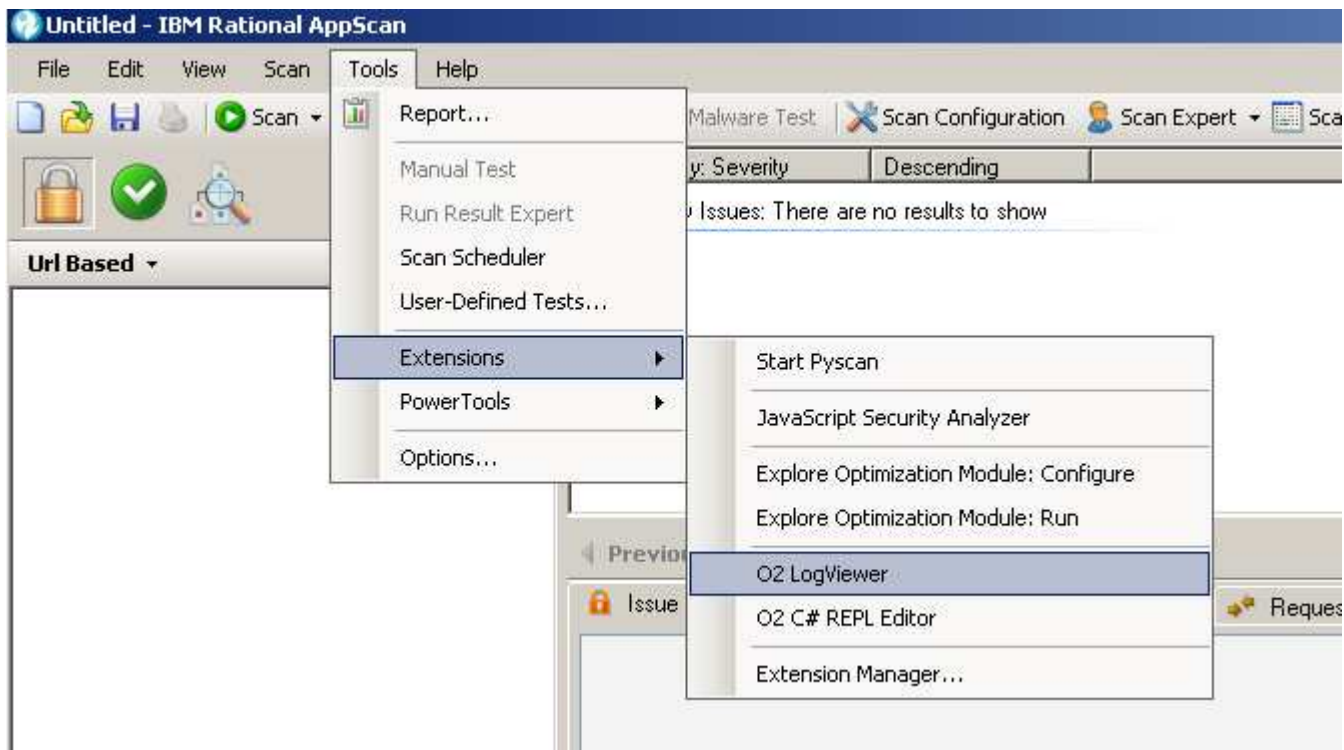 Untitled - IBM Rational AppScan
File Edit View Scan Tools Help
Scan Malware Test Scan Configuration Scan Expert
Severity Descending
Issues: There are no results to show
Url Based
Report...
Manual Test
Run Result Expert
Scan Scheduler
User-Defined Tests...
Extensions
PowerTools
Options...
Start Pyscan
JavaScript Security Analyzer
Explore Optimization Module: Configure
Explore Optimization Module: Run
O2 LogViewer
O2 C# REPL Editor
Extension Manager...
Issue